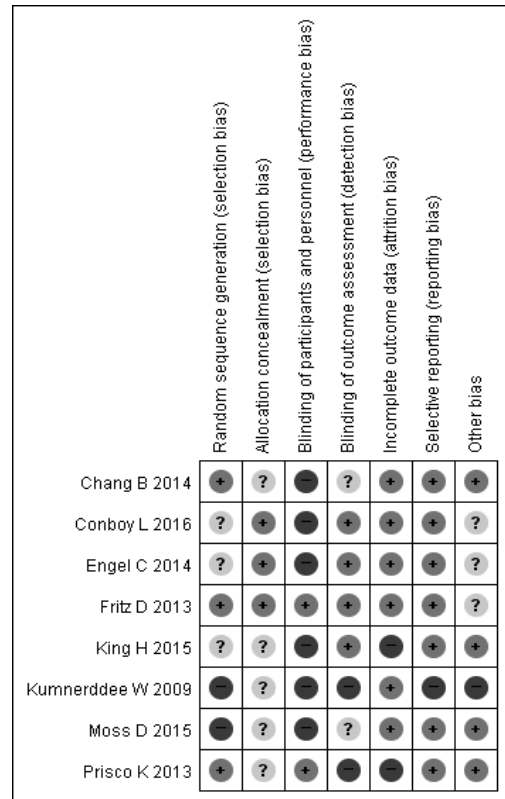 Random sequence generation (selection bias)
Allocation concealment (selection bias)
Blinding of participants and personnel (performance bias)
Blinding of outcome assessment (detection bias)
Incomplete outcome data (attrition bias)
Selective reporting (reporting bias)
Other bias
Chang B 2014 + ? − ? + + +
Conboy L 2016 ? + − + + + ?
Engel C 2014 ? + − + + + ?
Fritz D 2013 + + + + + + ?
King H 2015 ? ? − + − + +
Kumnerddee W 2009 − ? − − + − −
Moss D 2015 − ? − ? + + +
Prisco K 2013 + ? + − − + +